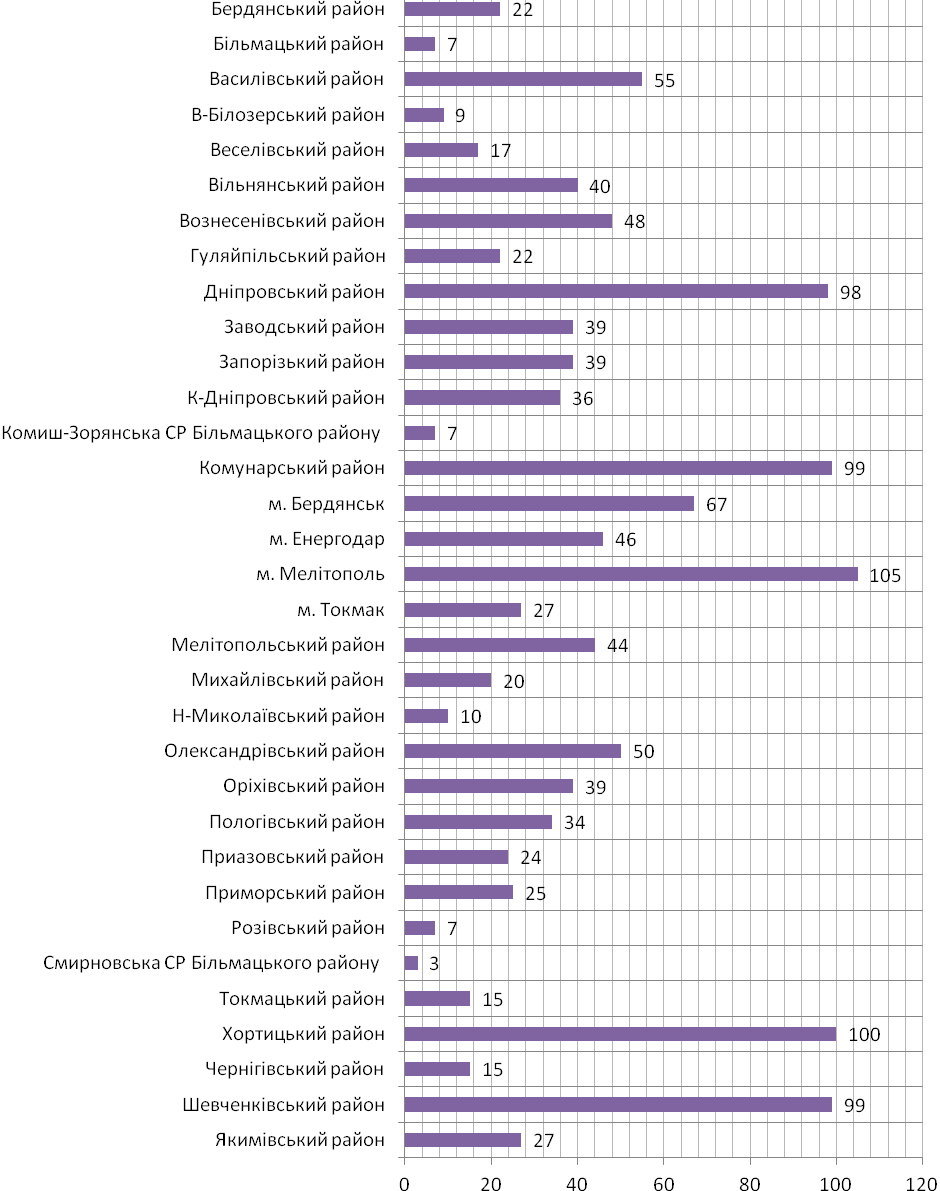 Бердянський район 22
Більмацький район 7
Василівський район 55
В-Білозерський район 9
Веселівський район 17
Вільнянський район 40
Вознесенівський район 48
Гуляйпільський район 22
Дніпровський район 98
Заводський район 39
Запорізький район 39
К-Дніпровський район 36
Комиш-Зорянська СР Більмацького району 7
Комунарський район 99
м. Бердянськ 67
м. Енергодар 46
м. Мелітополь 105
м. Токмак 27
Мелітопольський район 44
Михайлівський район 20
Н-Миколаївський район 10
Олександрівський район 50
Оріхівський район 39
Пологівський район 34
Приазовський район 24
Приморський район 25
Розівський район 7
Смирновська СР Більмацького району 3
Токмацький район 15
Хортицький район 100
Чернігівський район 15
Шевченківський район 99
Якимівський район 27
0 20 40 60 80 100 120